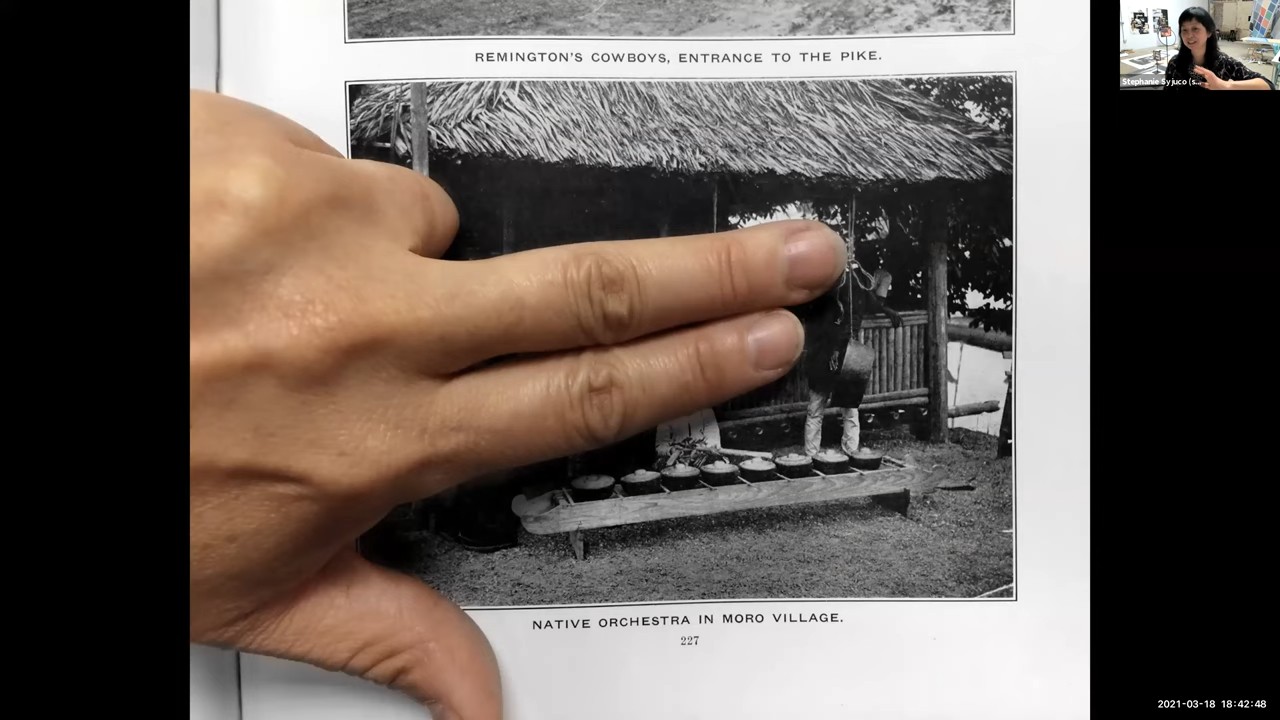 REMINGTON'S COWBOYS, ENTRANCE TO THE PIKE.
Stephanie Syjuco (s...
NATIVE ORCHESTRA IN MORO VILLAGE.
227
2021-03-18 18:42:48